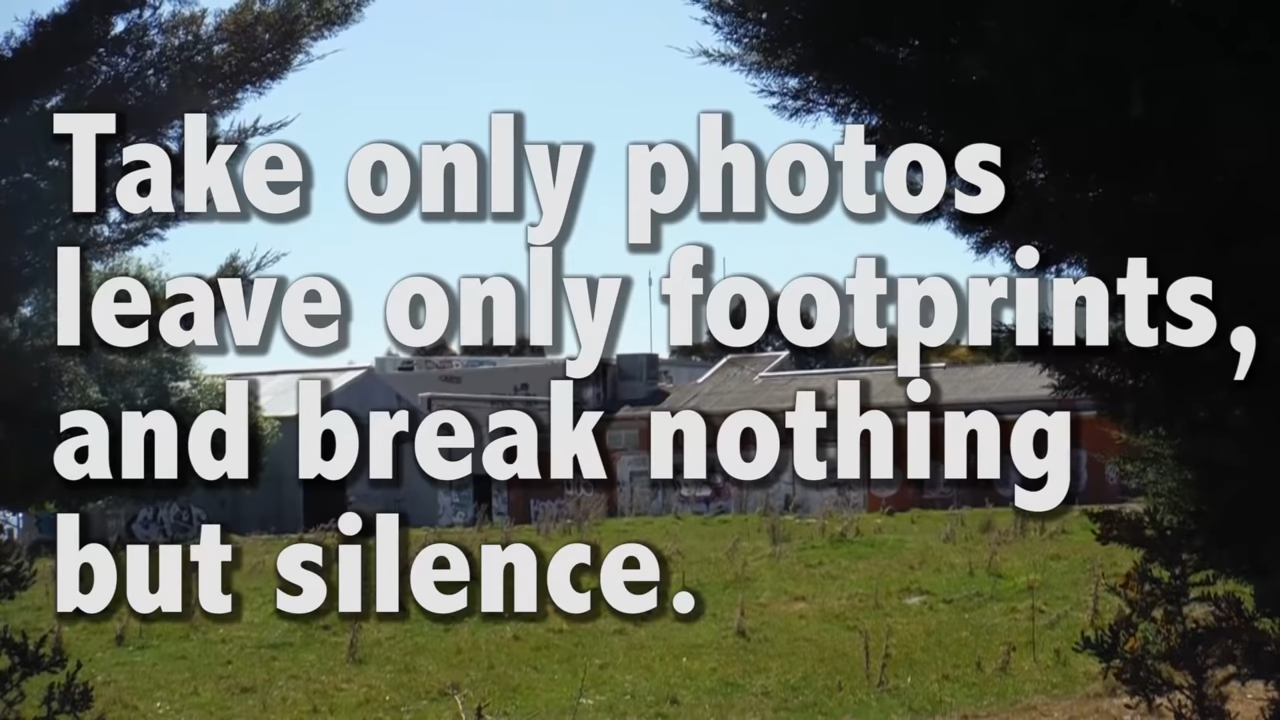 Take only photos
leave only footprints,
and break nothing
but silence.